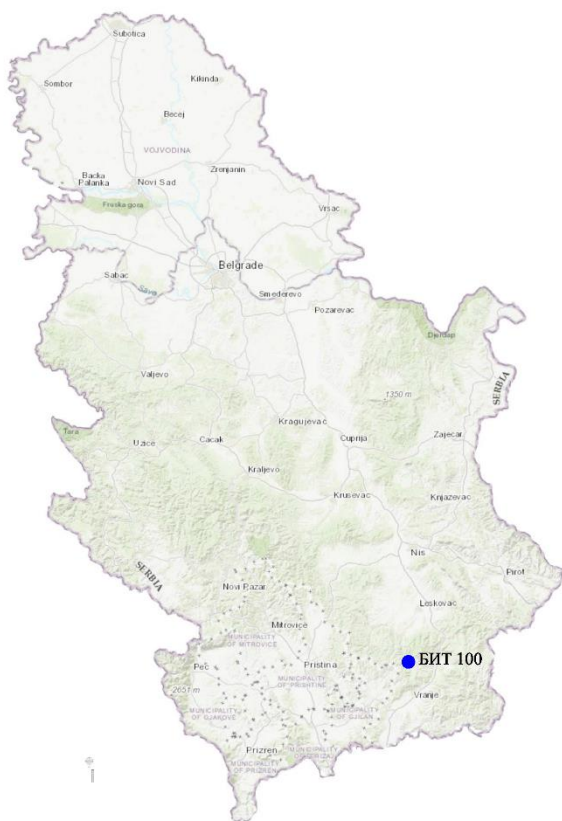 Subotica
Sombor
Kikinda
Becej
VOJVODINA
Backa
Palanka
Novi Sad
Zrenjanin
Fruska gora
Vrsac
Belgrade
Sabac
Sava
Smederevo
Pozarevac
Djerdap
Valjevo
1350 m
SERBIA
Tara
Uzice
Cacak
Kragujevac
Cuprija
Zajecar
Kraljevo
Krusevac
Knjazevac
Nis
SERBIA
Pirot
Novi Pazar
Leskovac
Mitrovice
MUNICIPALITY
OF MITROVICE
Peć
Pristina
БИТ 100
2651 m
MUNICIPALITY
OF PRISHTINE
Vranje
MUNICIPALITY
OF GJAKOVE
MUNICIPALITY
OF GJILAN
Prizren
MUNICIPALITY
MUNICIPALITY
OF PRIZREN